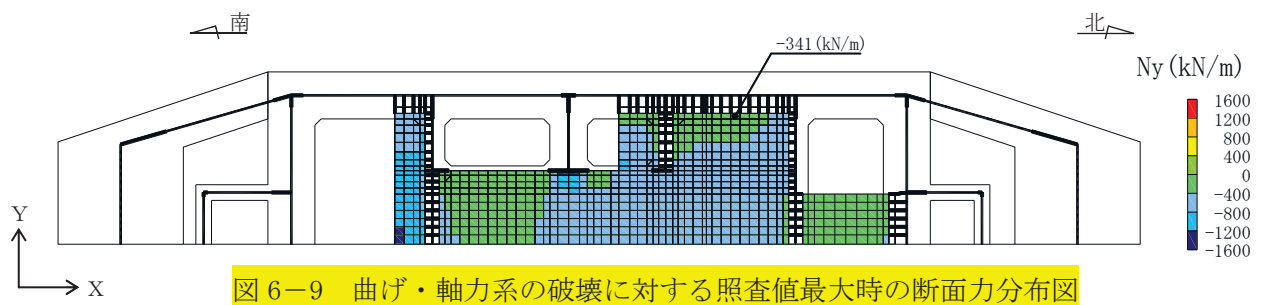 南
北
-341(kN/m)
Ny(kN/m)
1600
1200
800
400
0
-400
-800
-1200
-1600
Y
X
図 6-9 曲げ・軸力系の破壊に対する照査値最大時の断面力分布図